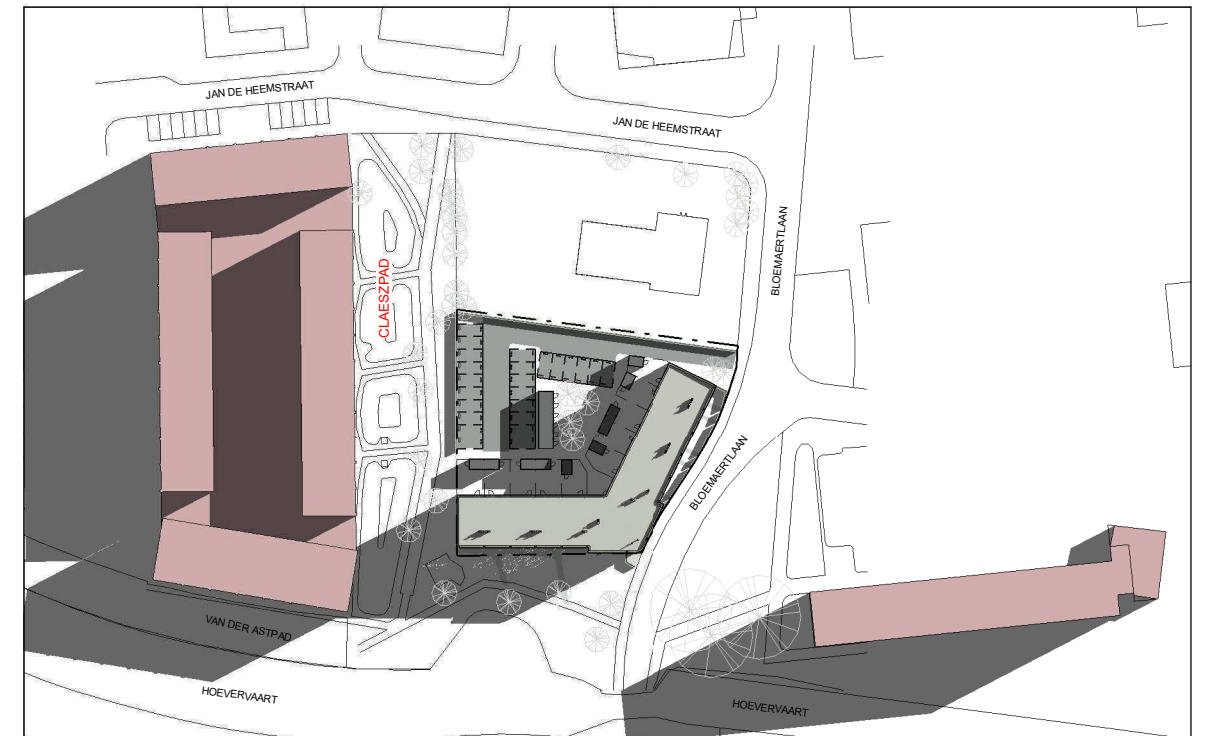 JAN DE HEEMSTRAAT
JAN DE HEEMSTRAAT
BLOEMAERTLAAN
CLAESZPAD
BLOEMAERTLAAN
VAN DER ASTPAD
HOEVERVAART
HOEVERVAART